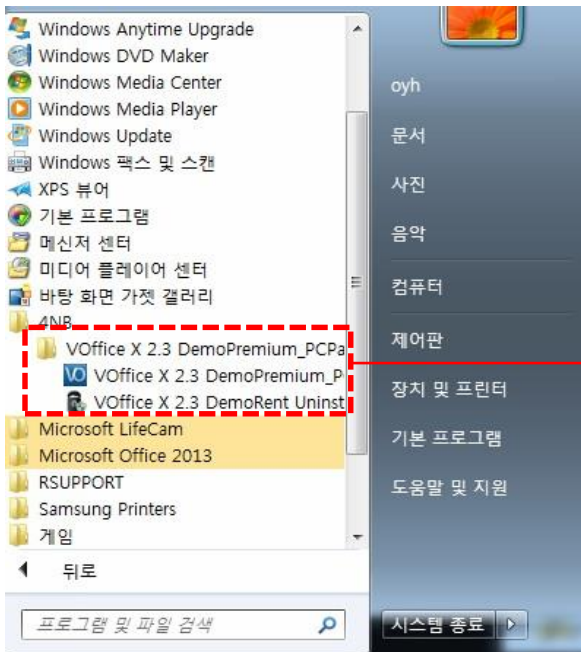 Windows Anytime Upgrade
Windows DVD Maker
Windows Media Center
Windows Media Player
Windows Update
Windows 팩스 및 스캔
XPS 뷰어
기본 프로그램
메신저 센터
미디어 플레이어 센터
바탕 화면 가젯 갤러리
4NB
VOffice X 2.3 DemoPremium_PCPa
VOffice X 2.3 DemoPremium_P
VOffice X 2.3 DemoRent Uninst
Microsoft LifeCam
Microsoft Office 2013
RSUPPORT
Samsung Printers
게임
뒤로
프로그램 및 파일 검색
oyh
문서
사진
음악
컴퓨터
제어판
장치 및 프린터
기본 프로그램
도움말 및 지원
시스템 종료